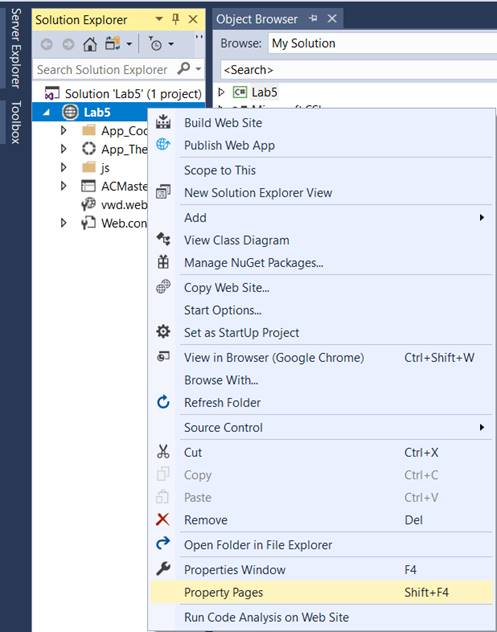 Server Explorer
Toolbox
Solution Explorer
Object Browser
Browse: My Solution
Search Solution Explorer
<Search>
Solution 'Lab5' (1 project)
Lab5
Lab5
App_Coo
App_The
js
ACMaste
vwd.web
Web.con
Build Web Site
Publish Web App
Scope to This
New Solution Explorer View
Add
View Class Diagram
Manage NuGet Packages...
Copy Web Site...
Start Options...
Set as StartUp Project
View in Browser (Google Chrome) Ctrl+Shift+W
Browse With...
Refresh Folder
Source Control
Cut Ctrl+X
Copy Ctrl+C
Paste Ctrl+V
Remove Del
Open Folder in File Explorer
Properties Window F4
Property Pages Shift+F4
Run Code Analysis on Web Site